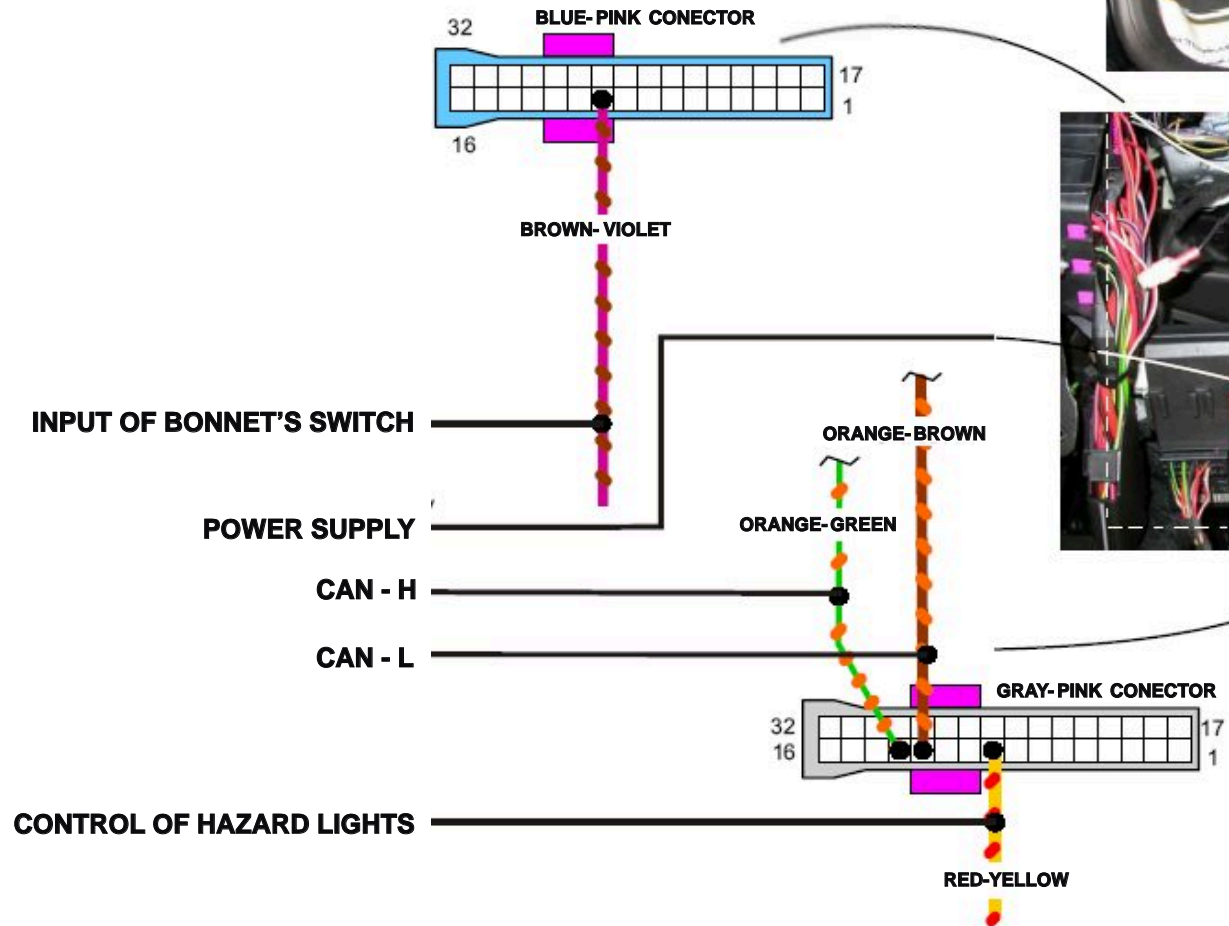 BLUE-PINK CONECTOR
32
17
1
16
BROWN-VIOLET
INPUT OF BONNET'S SWITCH
ORANGE-BROWN
POWER SUPPLY
ORANGE-GREEN
CAN - H
CAN - L
GRAY-PINK CONECTOR
32
17
16
1
CONTROL OF HAZARD LIGHTS
RED-YELLOW